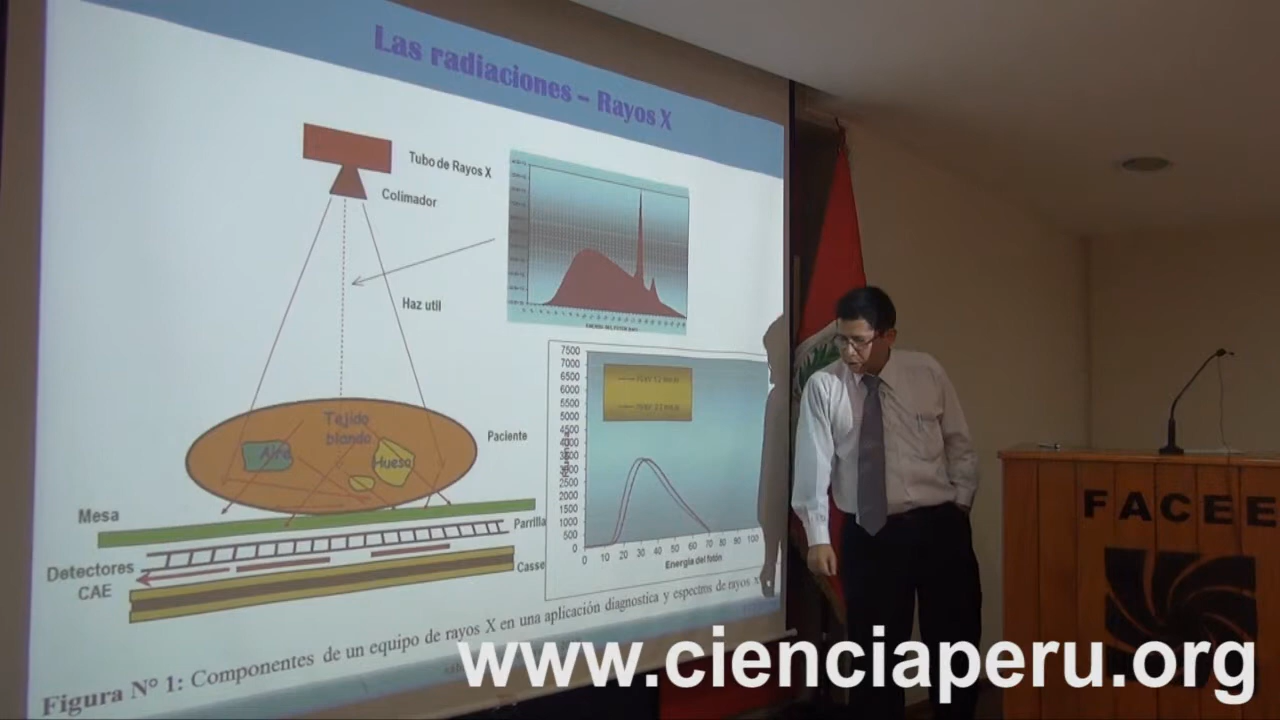 Las radiaciones – Rayos X
Tubo de Rayos X
Colimador
Haz util
Tejido
blando
Aire
Hueso
Paciente
Mesa
Parrilla
Detectores
CAE
Casse
7500
7000
6500
6000
5500
5000
4500
4000
3500
3000
2500
2000
1500
1000
500
0
0 10 20 30 40 50 60 70 80 90 100
Energia del fotón
Figura N° 1: Componentes de un equipo de rayos X en una aplicación diagnostica y espectros de rayos x
FACEE
www.cienciaperu.org